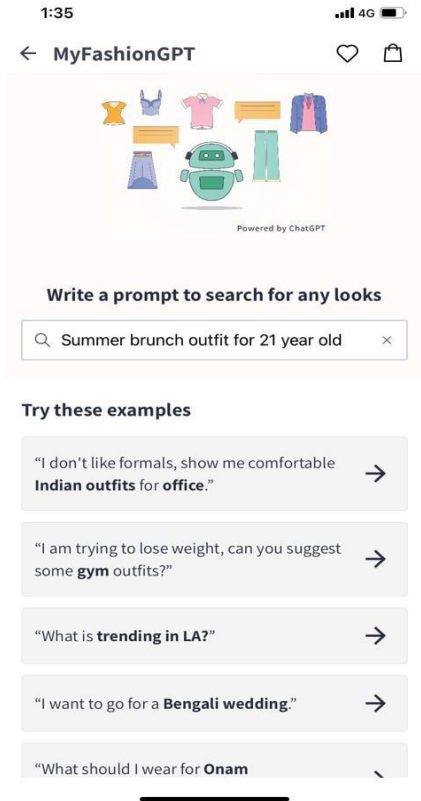 1:35
4G
MyFashionGPT
Powered by ChatGPT
Write a prompt to search for any looks
Summer brunch outfit for 21 year old
Try these examples
“I don't like formals, show me comfortable
Indian outfits for office.”
“I am trying to lose weight, can you suggest
some gym outfits?”
“What is trending in LA?”
“I want to go for a Bengali wedding.”
“What should I wear for Onam